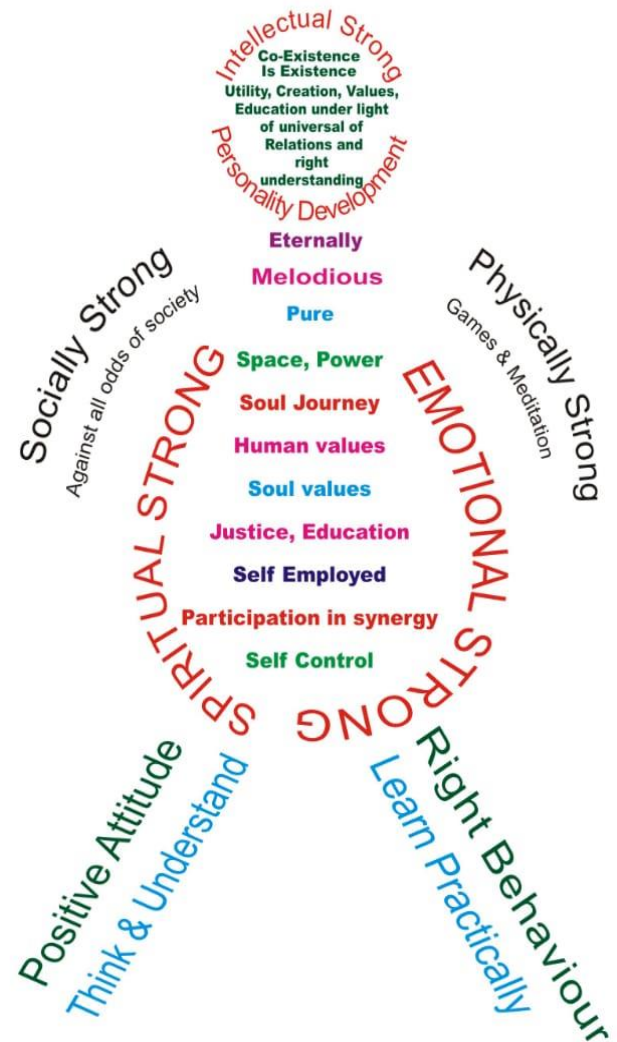 Intellectual Strong
Co-Existence
Is Existence
Utility, Creation, Values,
Education under light
of universal of
Relations and
right
understanding
Personality Development
Eternally
Melodious
Pure
Space, Power
Soul Journey
Human values
Soul values
Justice, Education
Self Employed
Participation in synergy
Self Control
Socially Strong
Against all odds of society
Physically Strong
Games & Meditation
SPIRITUAL STRONG
EMOTIONAL STRONG
Positive Attitude
Think & Understand
Learn Practically
Right Behaviour